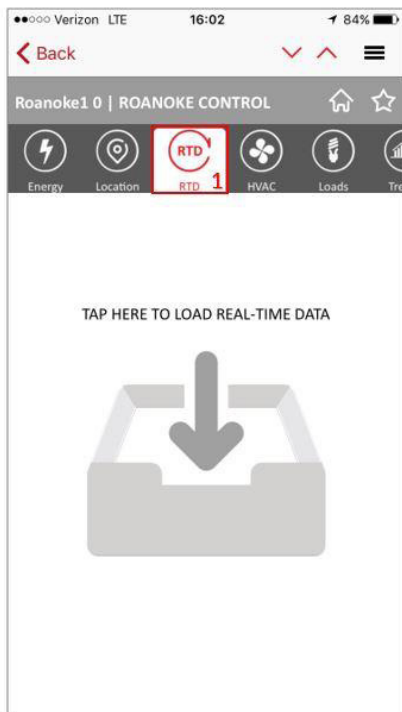 Verizon LTE 16:02 84%
Back
Roanoke1 0 | ROANOKE CONTROL
RTD
Energy Location RTD 1 HVAC Loads Tre
TAP HERE TO LOAD REAL-TIME DATA